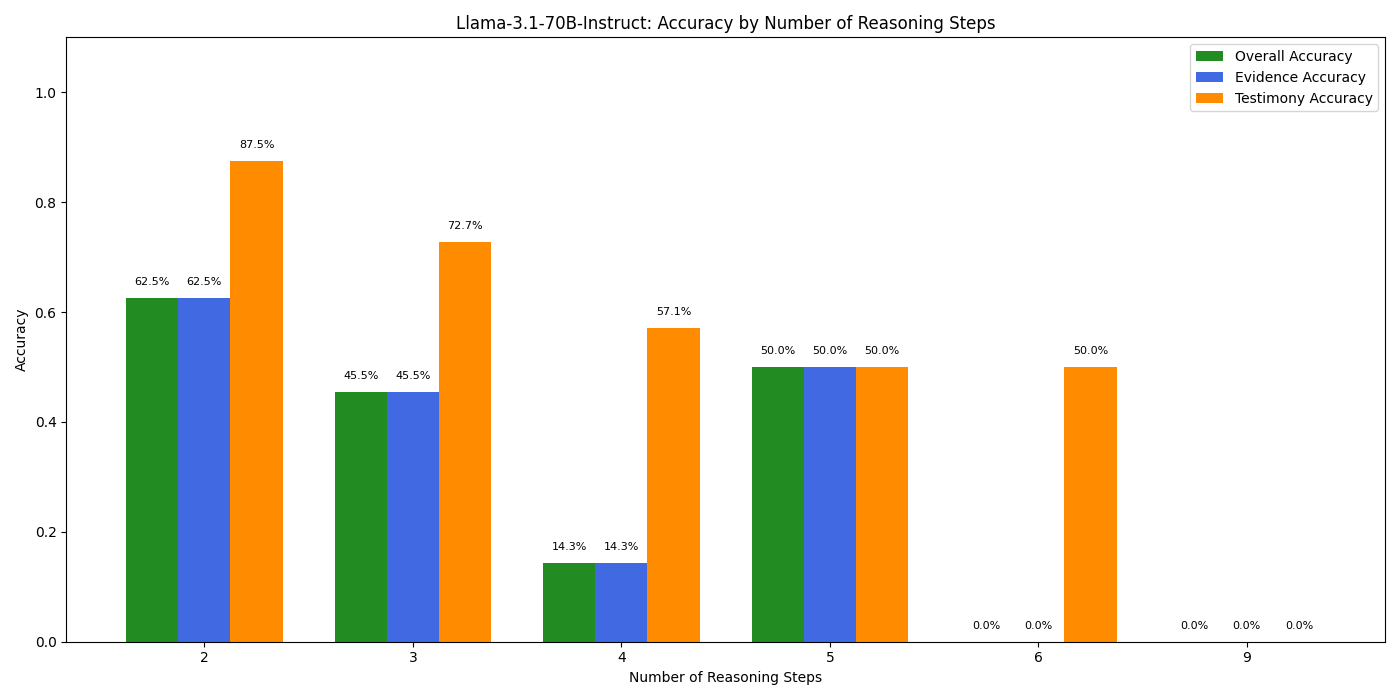 Llama-3.1-70B-Instruct: Accuracy by Number of Reasoning Steps
Overall Accuracy
Evidence Accuracy
Testimony Accuracy
Accuracy
1.0
0.8
0.6
0.4
0.2
0.0
62.5% 62.5% 87.5%
45.5% 45.5% 72.7%
14.3% 14.3% 57.1%
50.0% 50.0% 50.0%
0.0% 0.0% 50.0%
0.0% 0.0% 0.0%
2 3 4 5 6 9
Number of Reasoning Steps